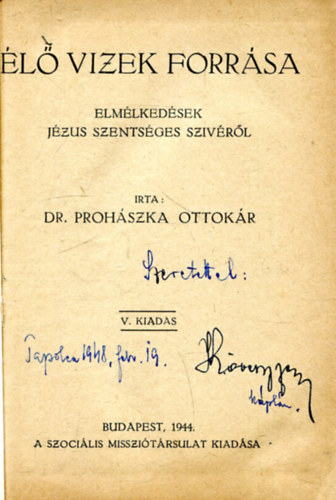 ÉLŐ VIZEK FORRÁSA
ELMÉLKEDÉSEK
JÉZUS SZENTSÉGES SZIVÉRŐL
IRTA:
DR. PROHÁSZKA OTTOKÁR
Szeretettel:
V. KIADÁS
Tapolca 1948. febr. 19.
káplán.
BUDAPEST, 1944.
A SZOCIÁLIS MISSZIÓTÁRSULAT KIADÁSA